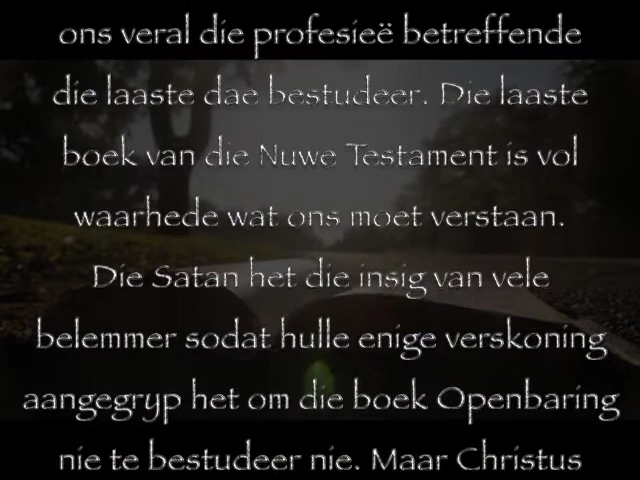 ons veral die profesieë betreffende
die laaste dae bestudeer. Die laaste
boek van die Nuwe Testament is vol
waarhede wat ons moet verstaan.
Die Satan het die insig van vele
belemmer sodat hulle enige verskoning
aangegryp het om die boek Openbaring
nie te bestudeer nie. Maar Christus